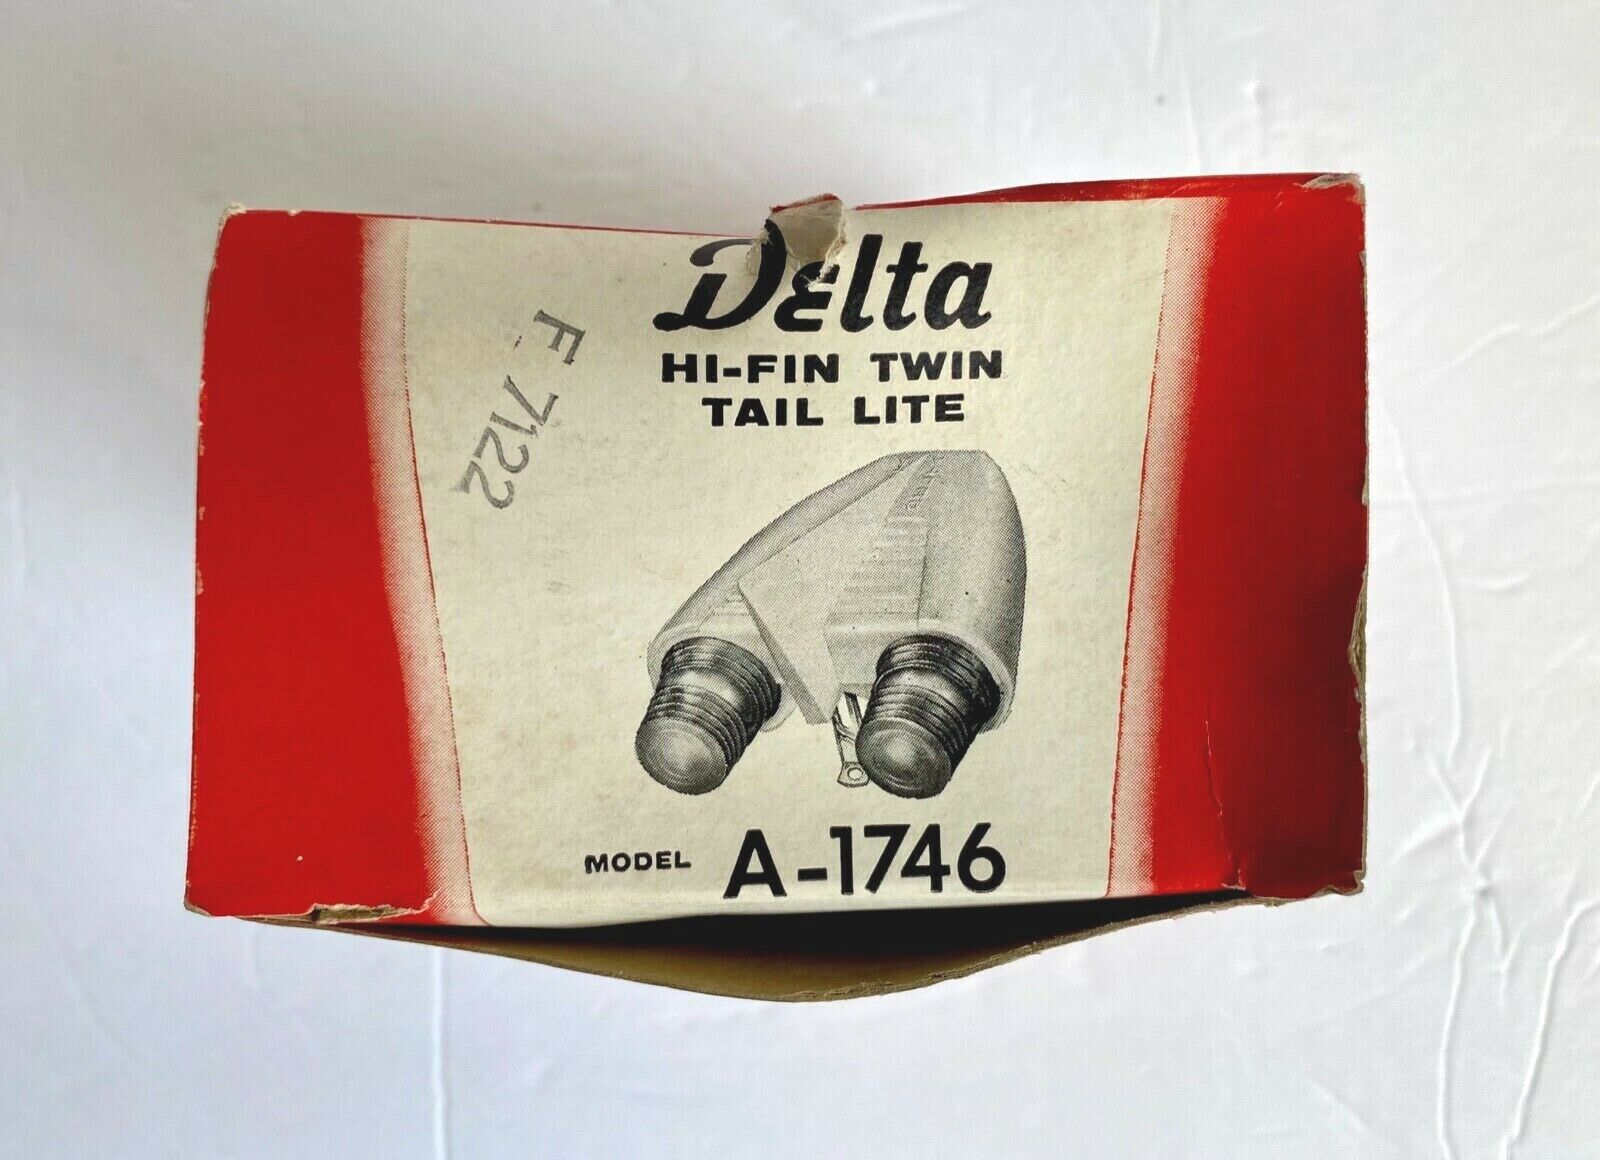 Delta
HI-FIN TWIN
TAIL LITE
F 7122
MODEL A-1746